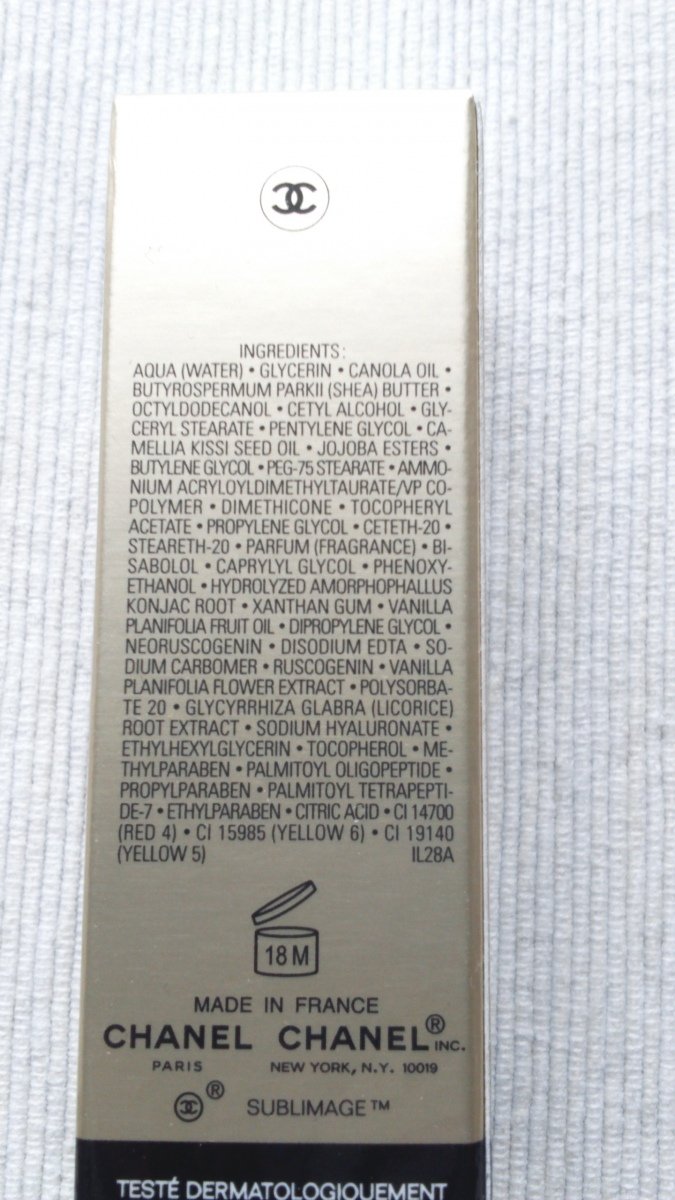 INGREDIENTS:
AQUA (WATER) • GLYCERIN • CANOLA OIL •
BUTYROSPERMUM PARKII (SHEA) BUTTER •
OCTYLDODECANOL • CETYL ALCOHOL • GLY-
CERYL STEARATE • PENTYLENE GLYCOL • CA-
MELLIA KISSI SEED OIL • JOJOBA ESTERS •
BUTYLENE GLYCOL • PEG-75 STEARATE • AMMO-
NIUM ACRYLOYLDIMETHYLTAURATE/VP CO-
POLYMER • DIMETHICONE • TOCOPHERYL
ACETATE • PROPYLENE GLYCOL • CETETH-20 •
STEARETH-20 • PARFUM (FRAGRANCE) • BI-
SABOLOL • CAPRYLYL GLYCOL • PHENOXY-
ETHANOL • HYDROLYZED AMORPHOPHALLUS
KONJAC ROOT • XANTHAN GUM • VANILLA
PLANIFOLIA FRUIT OIL • DIPROPYLENE GLYCOL •
NEORUSCOGENIN • DISODIUM EDTA • SO-
DIUM CARBOMER • RUSCOGENIN • VANILLA
PLANIFOLIA FLOWER EXTRACT • POLYSORBA-
TE 20 • GLYCYRRHIZA GLABRA (LICORICE)
ROOT EXTRACT • SODIUM HYALURONATE •
ETHYLHEXYLGLYCERIN • TOCOPHEROL • ME-
THYLPARABEN • PALMITOYL OLIGOPEPTIDE •
PROPYLPARABEN • PALMITOYL TETRAPEPTI-
DE-7 • ETHYLPARABEN • CITRIC ACID • CI 14700
(RED 4) • CI 15985 (YELLOW 6) • CI 19140
(YELLOW 5) IL28A
18 M
MADE IN FRANCE
CHANEL CHANEL® INC.
PARIS NEW YORK, N.Y. 10019
® SUBLIMAGE™
TESTÉ DERMATOLOGIQUEMENT